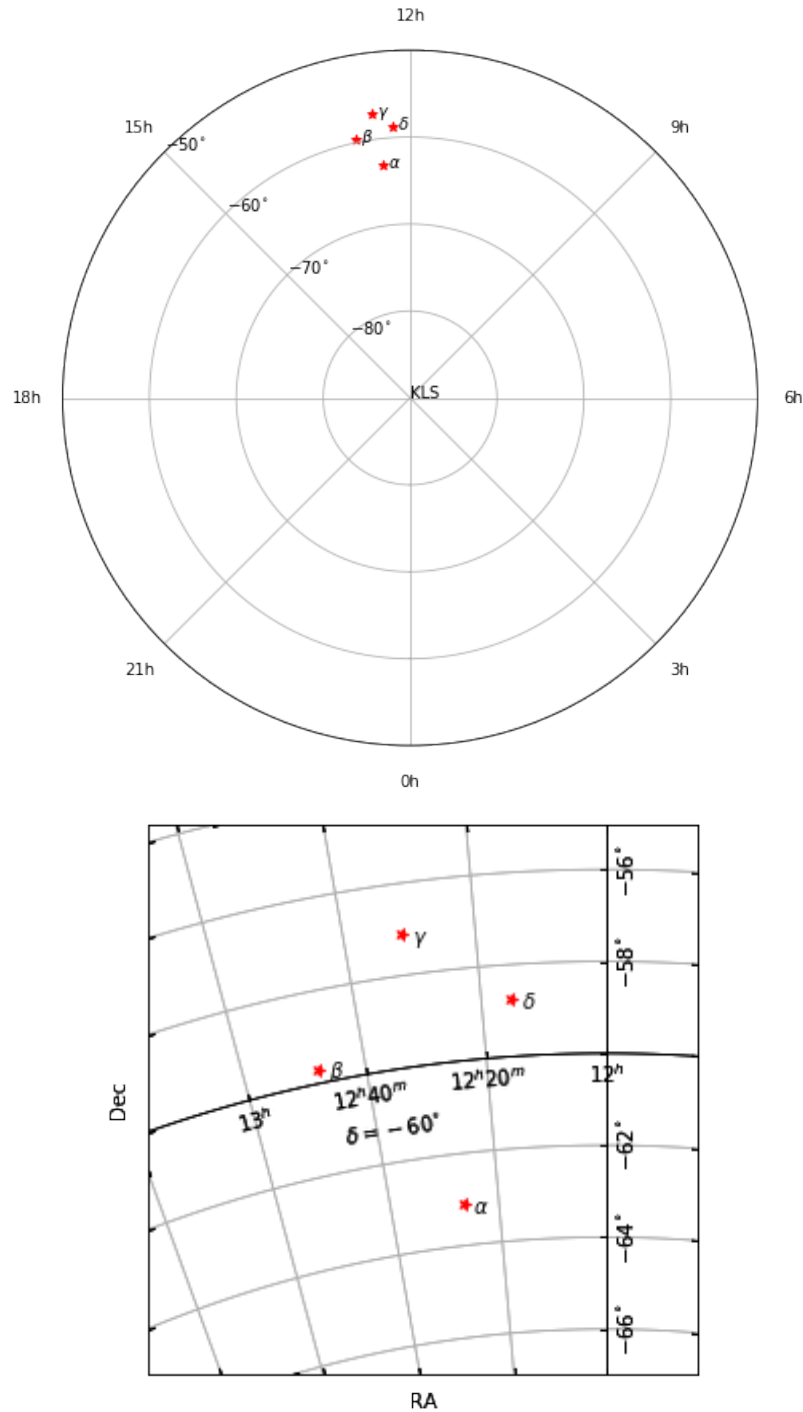 12h
15h
9h
γ
δ
β
α
−50°
−60°
−70°
−80°
KLS
18h
6h
21h
3h
0h
−56°
γ
−58°
δ
β
12ʰ
12ʰ20ᵐ
12ʰ40ᵐ
13ʰ
δ = −60°
−62°
α
−64°
−66°
Dec
RA